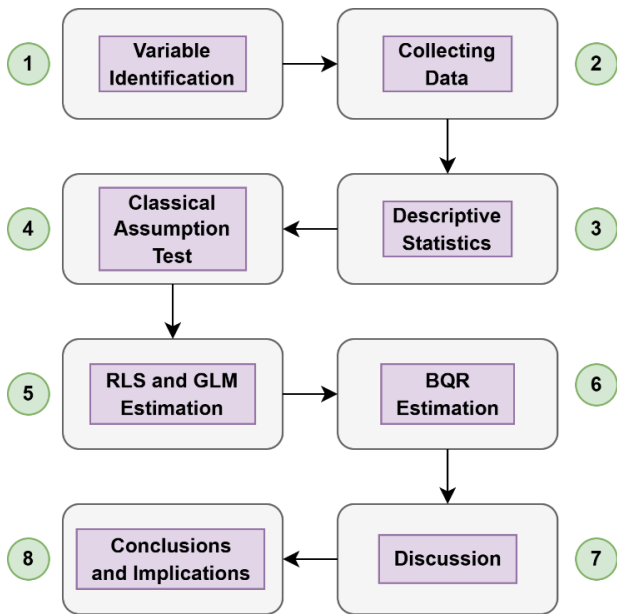 1
Variable
Identification
Collecting
Data
2
4
Classical
Assumption
Test
Descriptive
Statistics
3
5
RLS and GLM
Estimation
BQR
Estimation
6
8
Conclusions
and Implications
Discussion
7